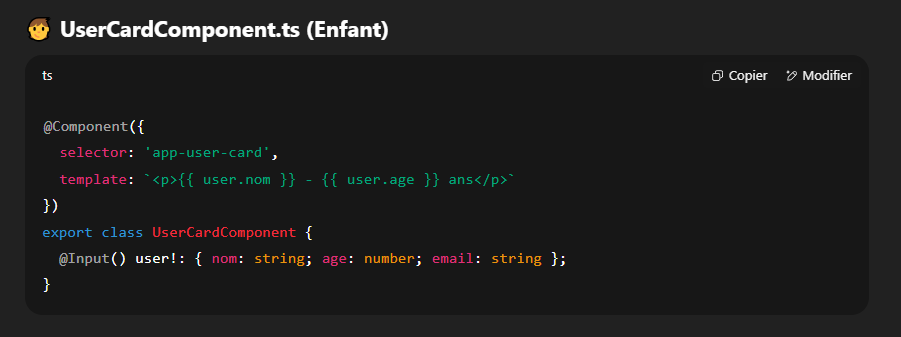 UserCardComponent.ts (Enfant)
ts Copier Modifier
@Component({
  selector: 'app-user-card',
  template: `<p>{{ user.nom }} - {{ user.age }} ans</p>`
})
export class UserCardComponent {
  @Input() user!: { nom: string; age: number; email: string };
}